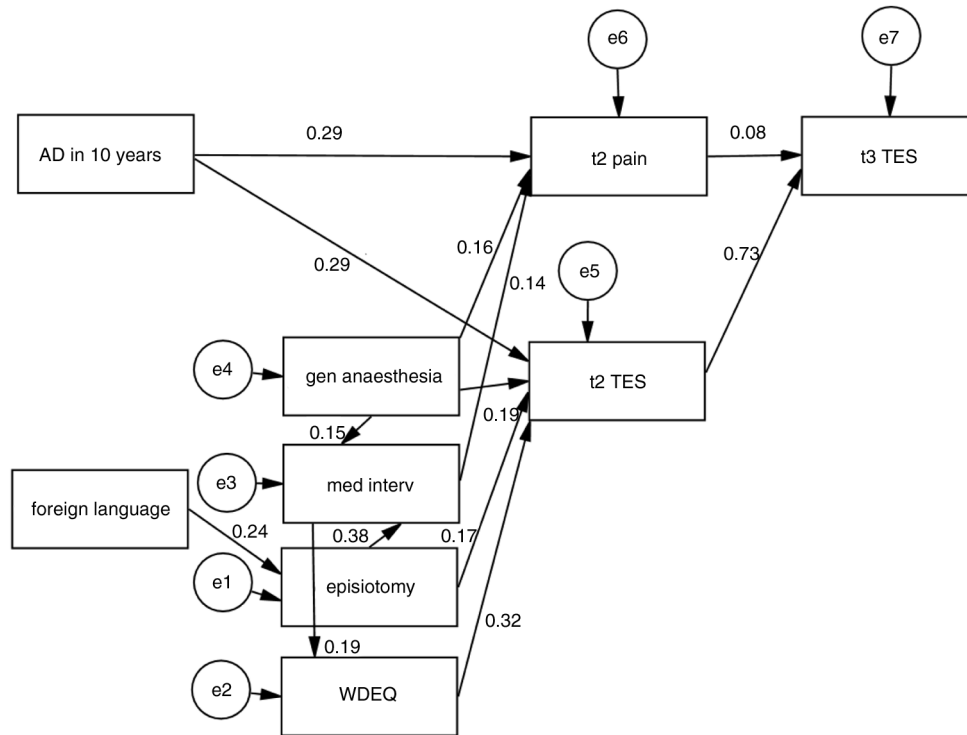 e6
e7
AD in 10 years
0.29
t2 pain
0.08
t3 TES
0.29
0.16
0.14
e5
0.73
e4
gen anaesthesia
t2 TES
0.19
0.15
e3
med interv
foreign language
0.24
0.38
0.17
e1
episiotomy
0.32
0.19
e2
WDEQ